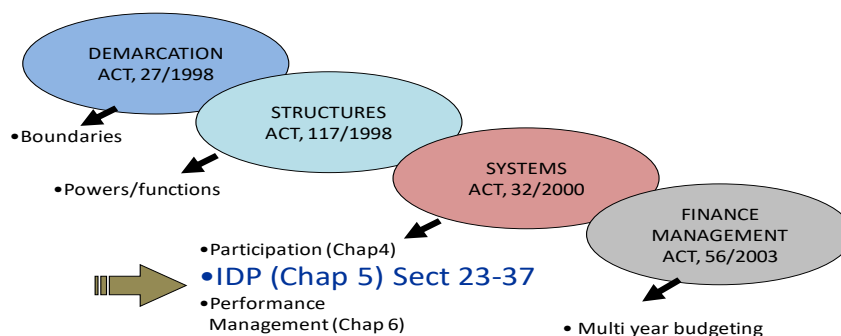 DEMARCATION
ACT, 27/1998
•Boundaries
STRUCTURES
ACT, 117/1998
•Powers/functions
SYSTEMS
ACT, 32/2000
•Participation (Chap4)
•IDP (Chap 5) Sect 23-37
•Performance
Management (Chap 6)
FINANCE
MANAGEMENT
ACT, 56/2003
• Multi year budgeting